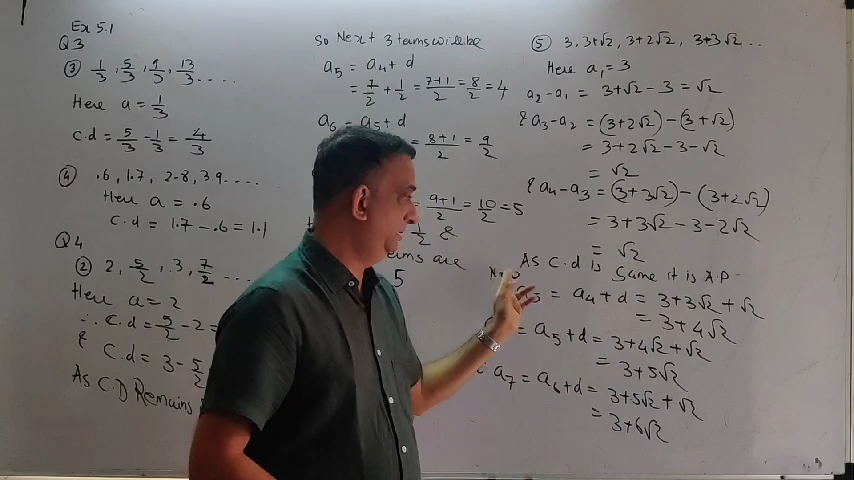 Ex 5.1
Q3
③ 1/3, 5/3, 9/3, 13/3 ....
Here a = 1/3
c.d = 5/3 - 1/3 = 4/3
④ .6, 1.7, 2.8, 3.9 ....
Here a = .6
C.d = 1.7 - .6 = 1.1
Q4
② 2, 5/2, 3, 7/2 ...
Here a = 2
∴ C.d = 5/2 - 2 =
& C.d = 3 - 5/2
As C.D Remains
So Next 3 terms will be
a5 = a4 + d
= 7/2 + 1/2 = 7+1/2 = 8/2 = 4
a6 = a5 + d
= 8+1/2 = 9/2
9+1/2 = 10/2 = 5
1/2 &
terms are
5
⑤ 3, 3+√2, 3+2√2, 3+3√2 ...
Here a1 = 3
a2 - a1 = 3+√2 - 3 = √2
& a3 - a2 = (3+2√2) - (3+√2)
= 3+2√2 - 3 - √2
= √2
& a4 - a3 = (3+3√2) - (3+2√2)
= 3+3√2 - 3 - 2√2
= √2
As C.d is Same it is A.P
a5 = a4 + d = 3+3√2 + √2
= 3+4√2
= a5 + d = 3+4√2 + √2
= 3+5√2
a7 = a6 + d = 3+5√2 + √2
= 3+6√2